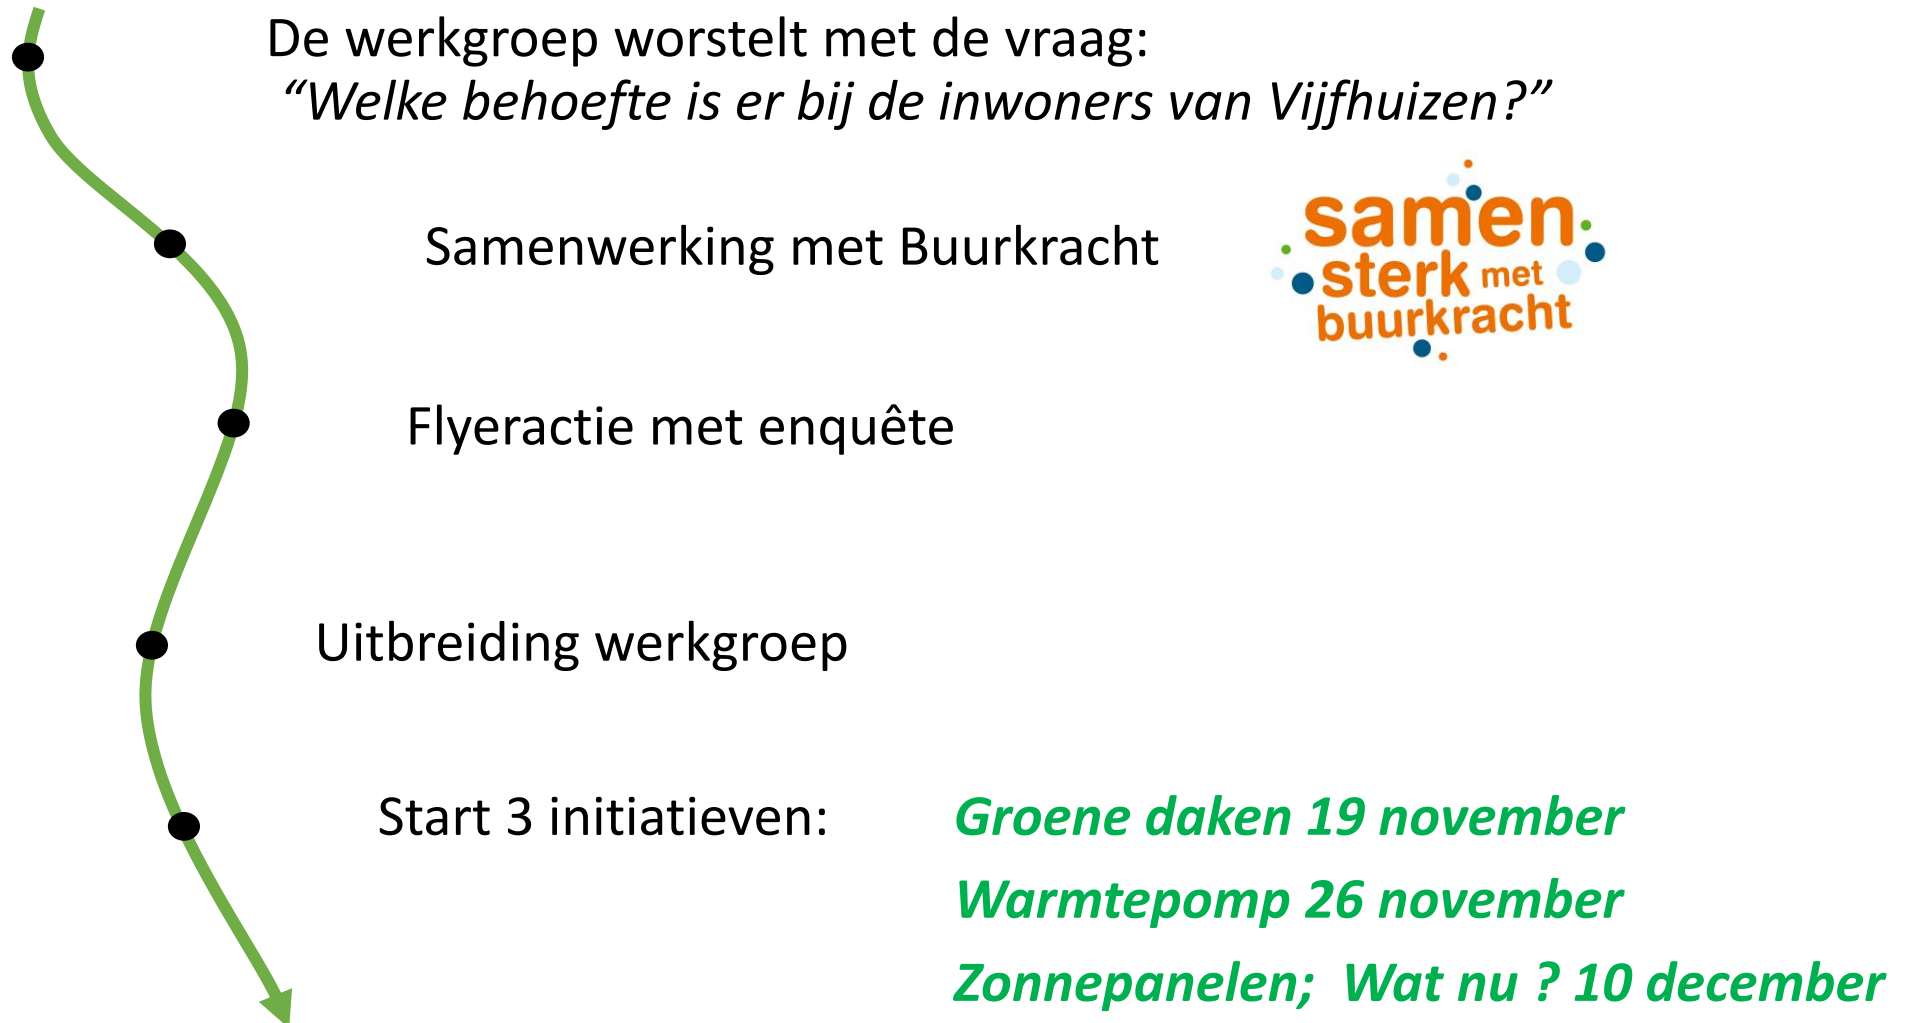 De werkgroep worstelt met de vraag:
“Welke behoefte is er bij de inwoners van Vijfhuizen?”
Samenwerking met Buurkracht
samen
sterk met
buurkracht
Flyeractie met enquête
Uitbreiding werkgroep
Start 3 initiatieven: Groene daken 19 november
Warmtepomp 26 november
Zonnepanelen; Wat nu ? 10 december